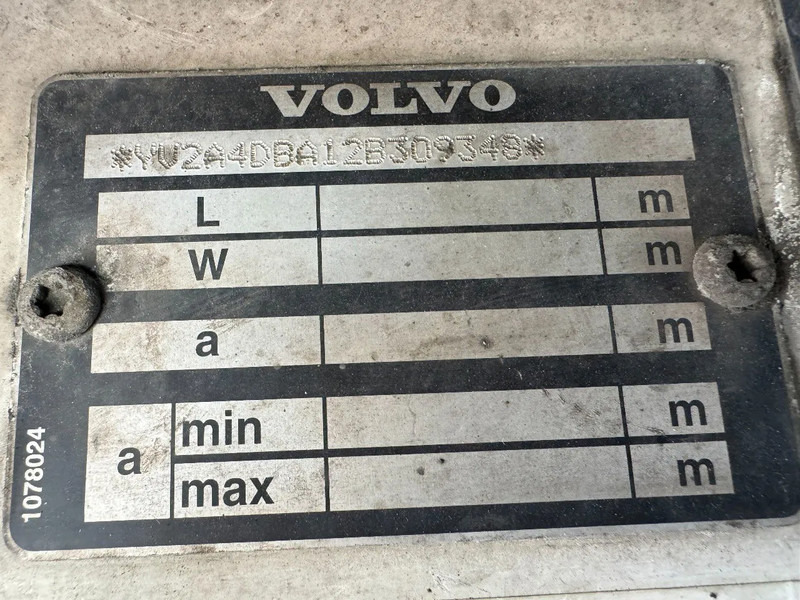 VOLVO
*YV2A4DBA12B309348*
L m
W m
a m
a min m
max m
1078024